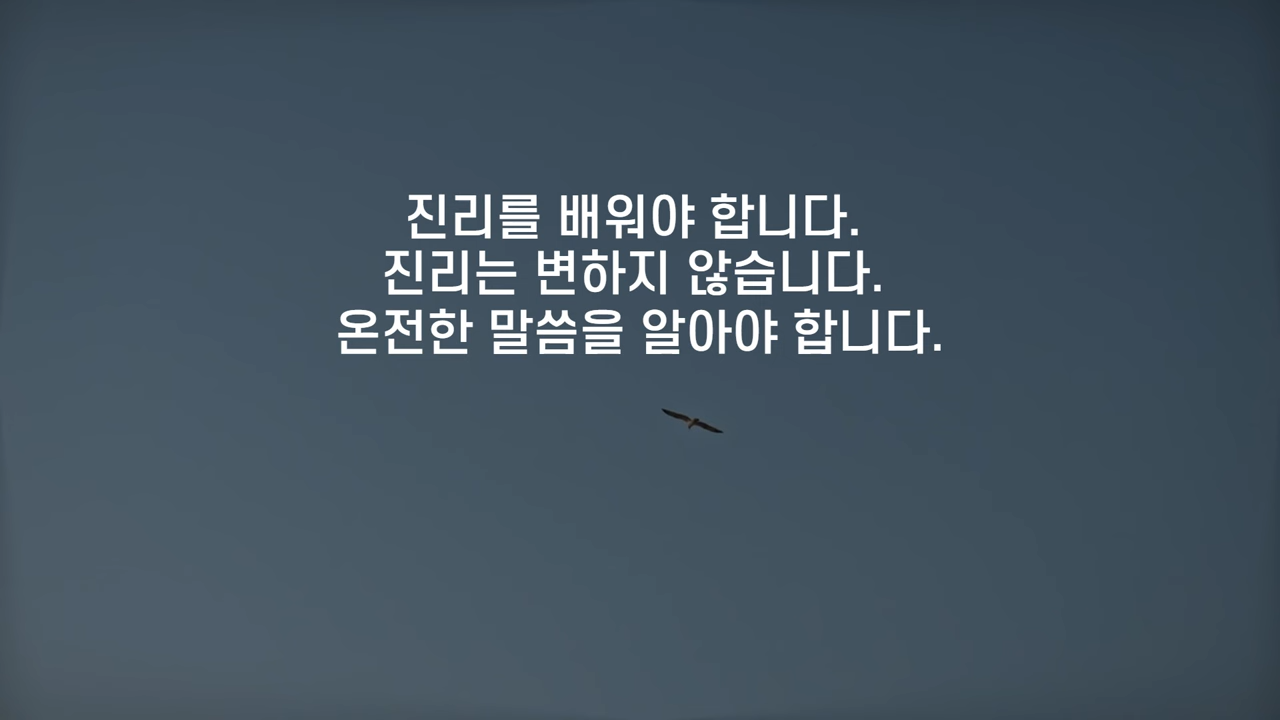 진리를 배워야 합니다.
진리는 변하지 않습니다.
온전한 말씀을 알아야 합니다.